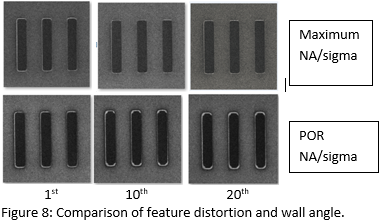 Maximum
NA/sigma
POR
NA/sigma
1st 10th 20th
Figure 8: Comparison of feature distortion and wall angle.